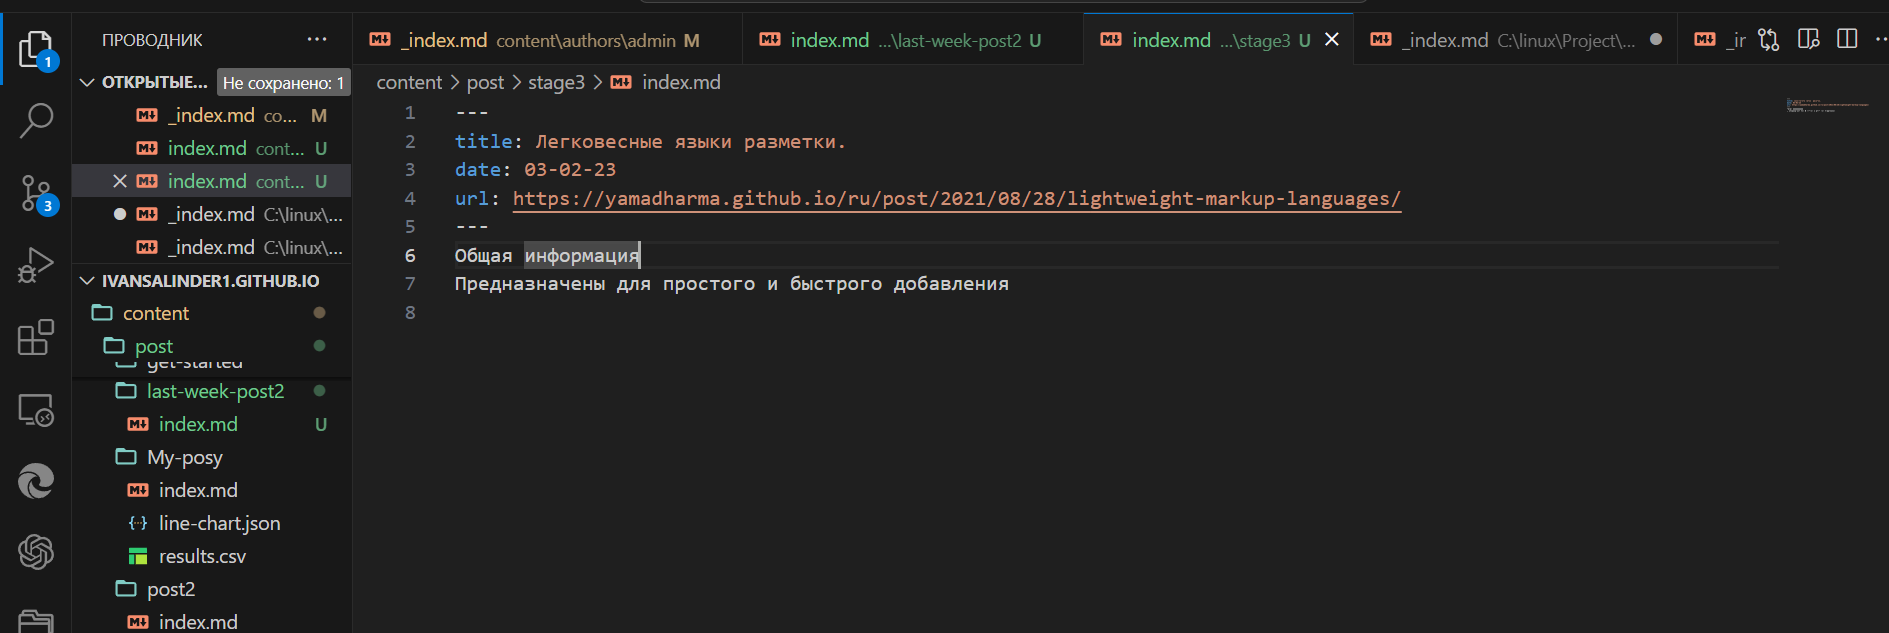 ПРОВОДНИК ···
ОТКРЫТЫЕ... Не сохранено: 1
_index.md co... M
index.md cont... U
index.md cont... U
_index.md C:\linux\...
_index.md C:\linux\...
IVANSALINDER1.GITHUB.IO
content
post
get-started
last-week-post2
index.md U
My-posy
index.md
line-chart.json
results.csv
post2
index.md
1
3
_index.md content\authors\admin M
index.md ...\last-week-post2 U
index.md ...\stage3 U
_index.md C:\linux\Project\...
_ir
content > post > stage3 > index.md
1 ---
2 title: Легковесные языки разметки.
3 date: 03-02-23
4 url: https://yamadharma.github.io/ru/post/2021/08/28/lightweight-markup-languages/
5 ---
6 Общая информация
7 Предназначены для простого и быстрого добавления
8